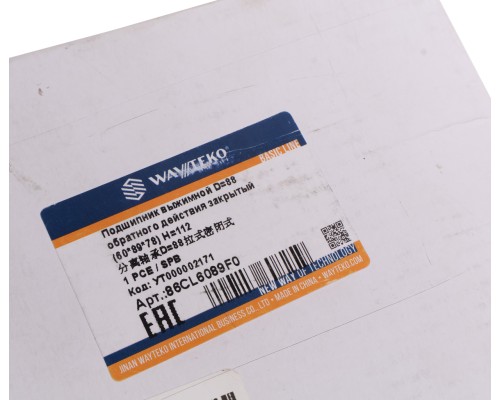 WAYTEKO
BASIC LINE
Подшипник выжимной D=88
обратного действия закрытый
(60*89*78) H=112
分离轴承D=88拉式密闭式
1 PCE / SPB
Код: YT000002171
Арт.:86CL6089F0
EAC
NEW WAY OF TECHNOLOGY
JINAN WAYTEKO INTERNATIONAL BUSINESS CO., LTD • MADE IN CHINA • WAYTEKO.COM